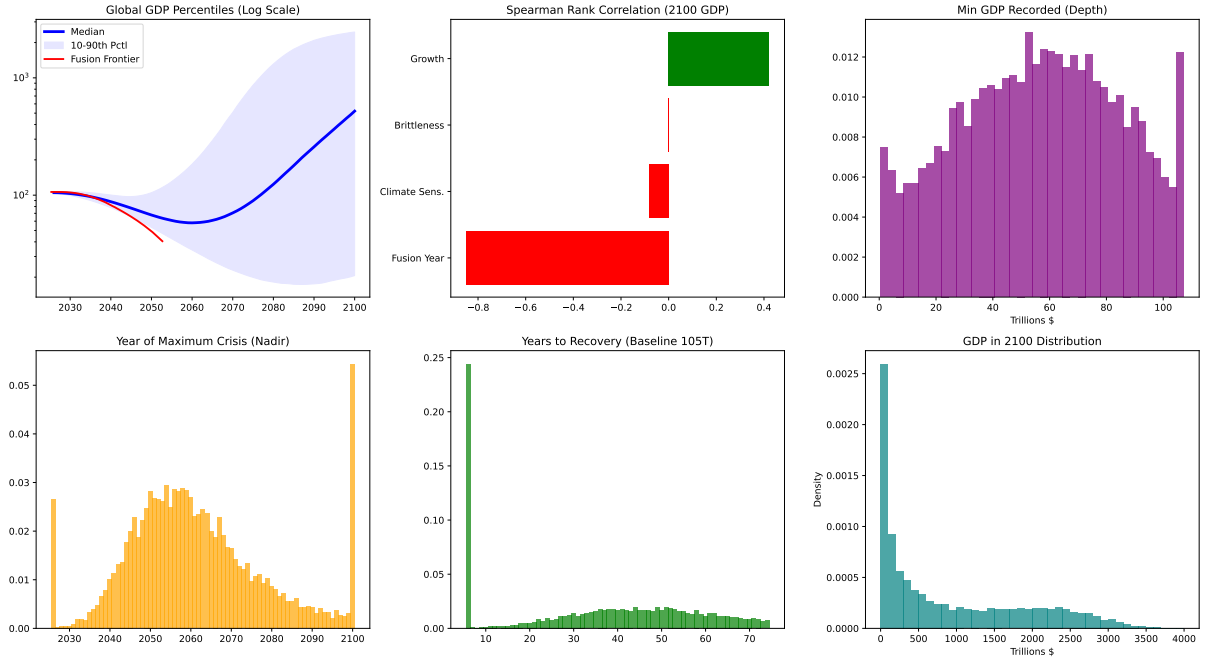 Global GDP Percentiles (Log Scale)
Median
10-90th Pctl
Fusion Frontier
10³
10²
2030 2040 2050 2060 2070 2080 2090 2100
Spearman Rank Correlation (2100 GDP)
Growth
Brittleness
Climate Sens.
Fusion Year
−0.8 −0.6 −0.4 −0.2 0.0 0.2 0.4
Min GDP Recorded (Depth)
0.012
0.010
0.008
0.006
0.004
0.002
0.000
0 20 40 60 80 100
Trillions $
Year of Maximum Crisis (Nadir)
0.05
0.04
0.03
0.02
0.01
0.00
2030 2040 2050 2060 2070 2080 2090 2100
Years to Recovery (Baseline 105T)
0.25
0.20
0.15
0.10
0.05
0.00
10 20 30 40 50 60 70
GDP in 2100 Distribution
Density
0.0025
0.0020
0.0015
0.0010
0.0005
0.0000
0 500 1000 1500 2000 2500 3000 3500 4000
Trillions $